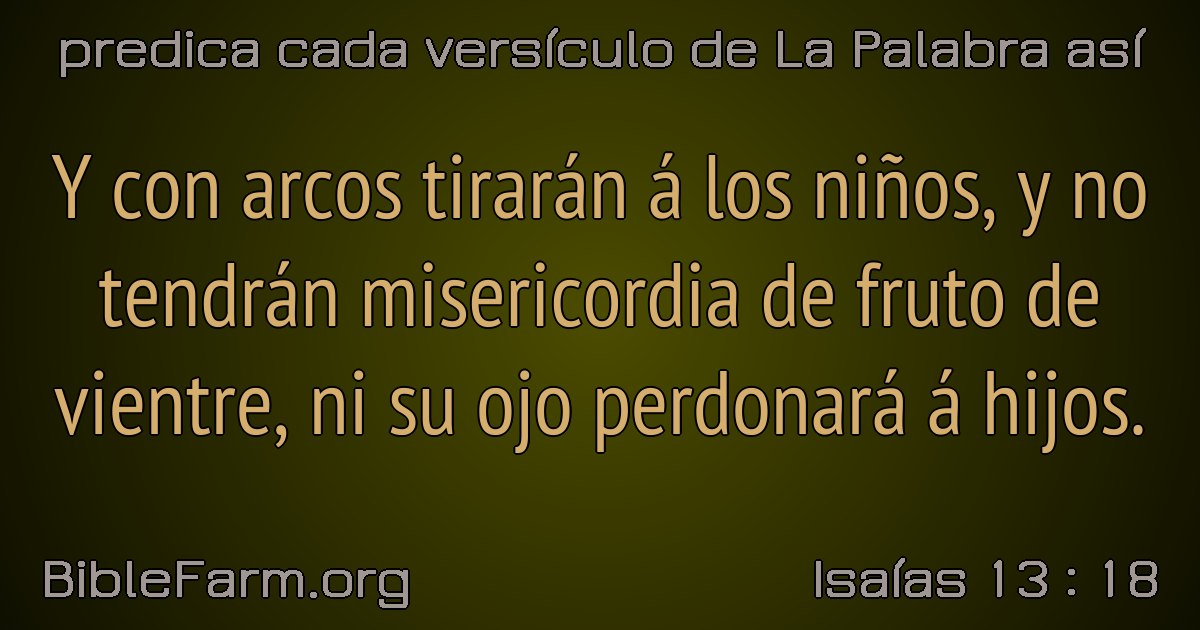 predica cada versículo de La Palabra así
Y con arcos tirarán á los niños, y no
tendrán misericordia de fruto de
vientre, ni su ojo perdonará á hijos.
BibleFarm.org
Isaías 13 : 18